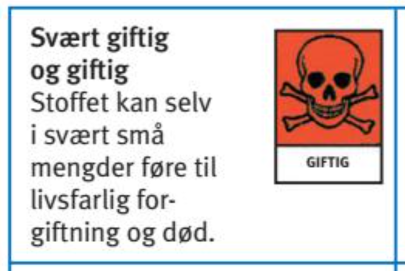 Svært giftig
og giftig
Stoffet kan selv
i svært små
mengder føre til
livsfarlig for-
giftning og død.
GIFTIG